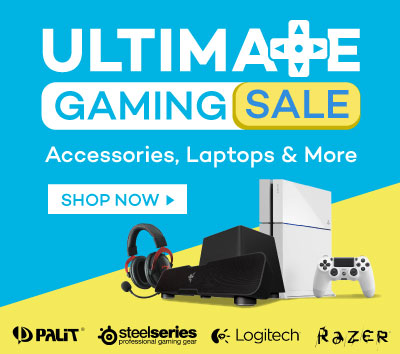 ULTIMATE
GAMING SALE
Accessories, Laptops & More
SHOP NOW
PALIT® steelseries Logitech RAZER
professional gaming gear